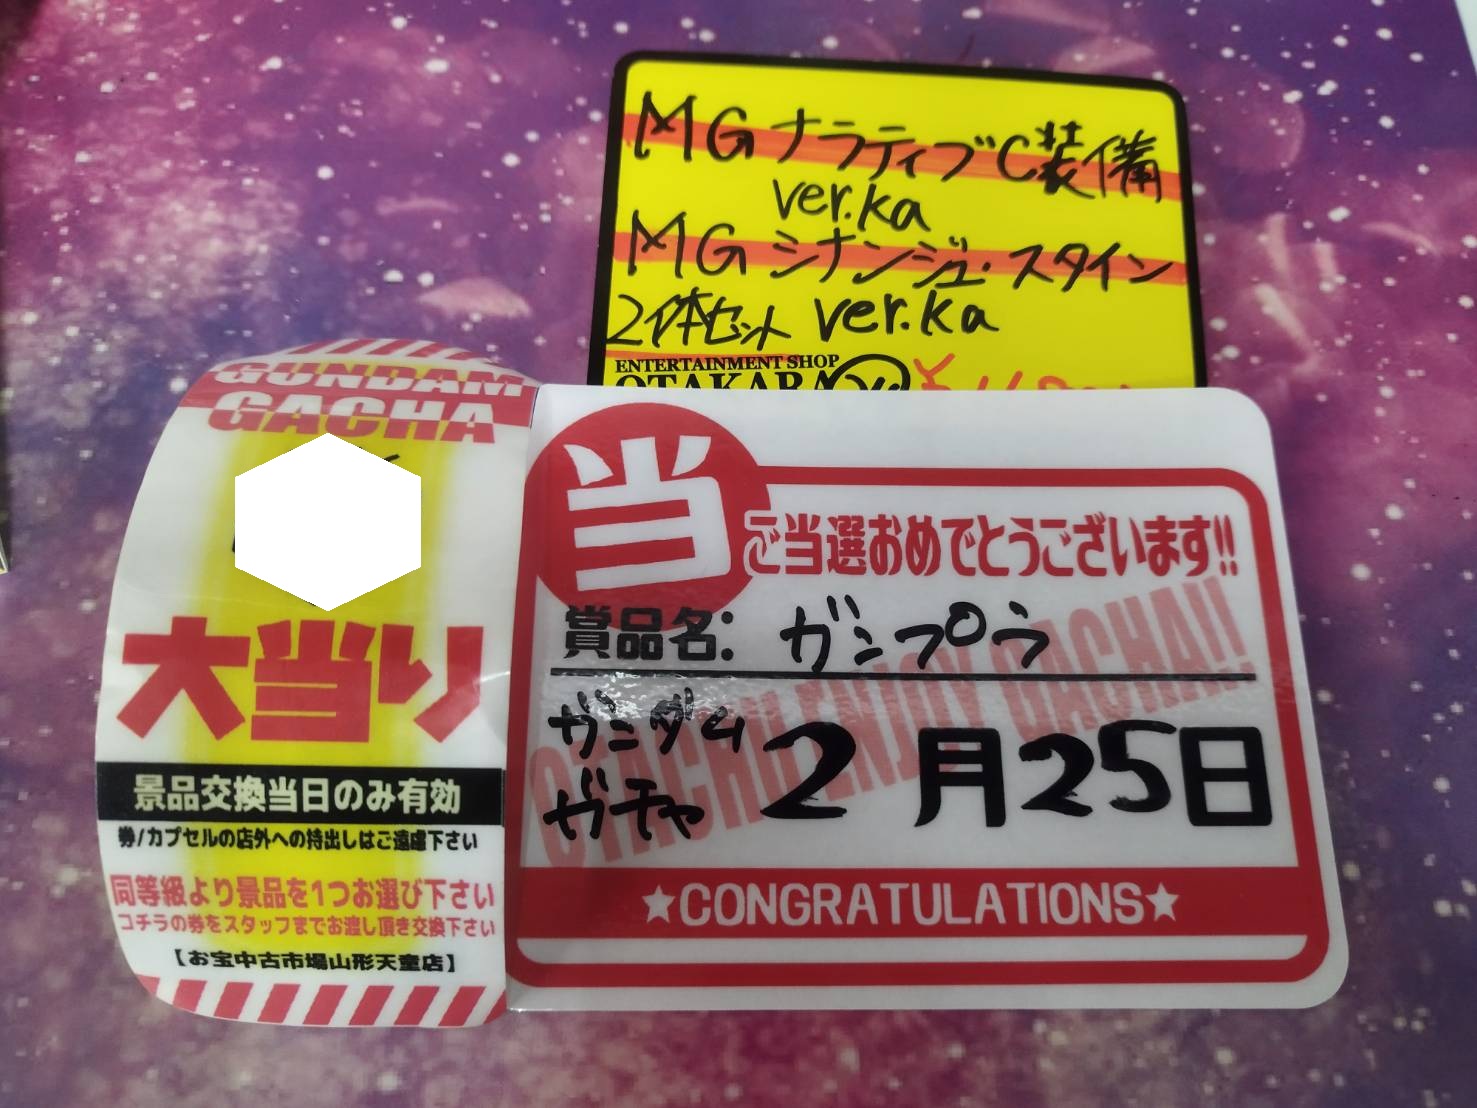 MG ナラティブC装備
ver.ka
MG シナンジュ・スタイン
2体セット ver.ka
ENTERTAINMENT SHOP
OTAKARA
GUNDAM
GACHA
大当り
景品交換当日のみ有効
券/カプセルの店外への持出しはご遠慮下さい
同等級より景品を1つお選び下さい
コチラの券をスタッフまでお渡し頂き交換下さい
【お宝中古市場山形天童店】
当
ご当選おめでとうございます!!
賞品名: ガンプラ
ガンダム
ガチャ
2月25日
OTACHU ENJOY GACHA!!
★CONGRATULATIONS★